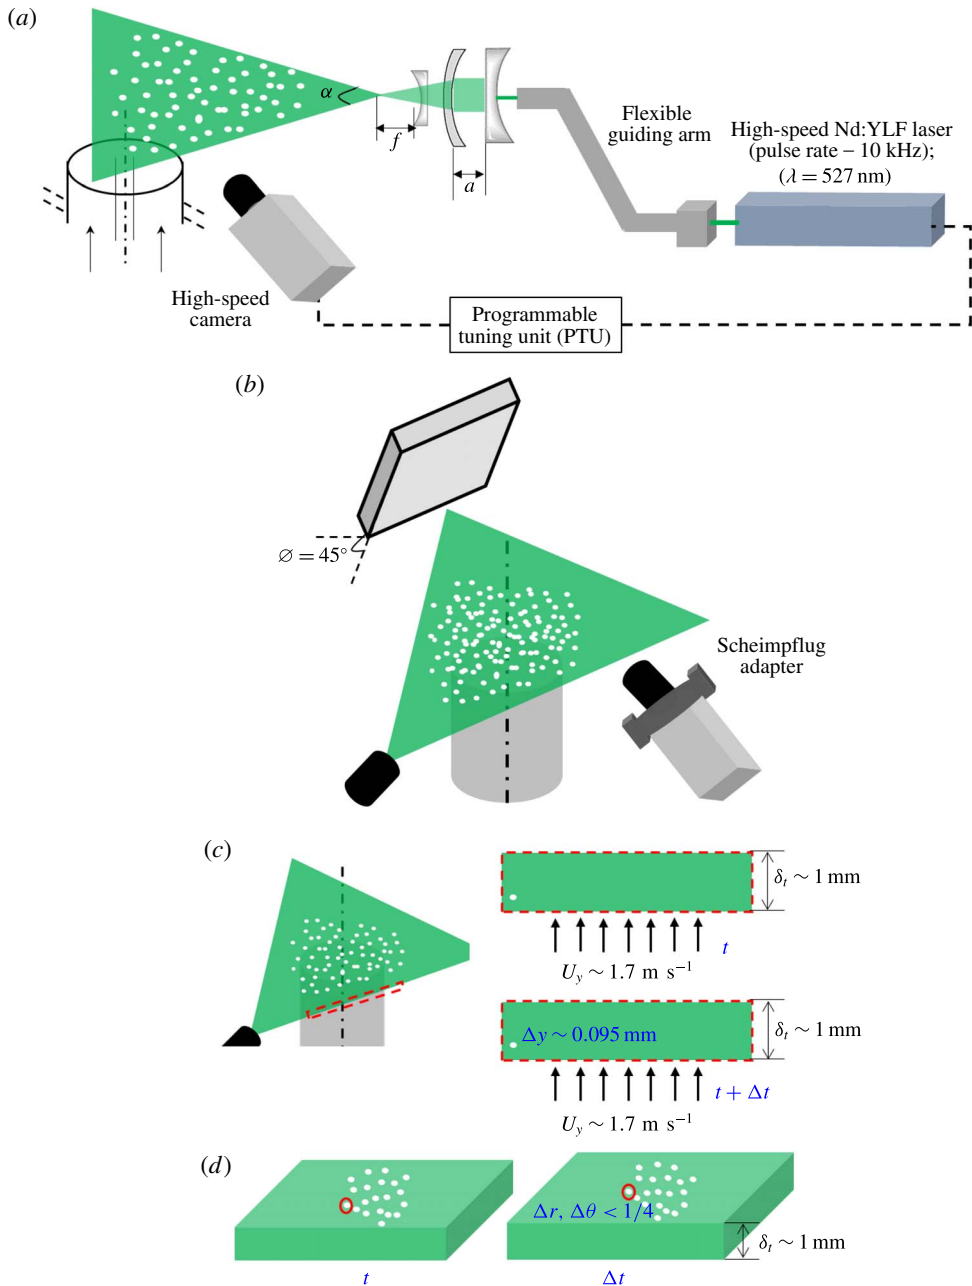 (a)
α
f
a
Flexible
guiding arm
High-speed Nd:YLF laser
(pulse rate – 10 kHz);
(λ = 527 nm)
High-speed
camera
Programmable
tuning unit (PTU)
(b)
∅ = 45°
Scheimpflug
adapter
(c)
δt ~ 1 mm
t
Uy ~ 1.7 m s−1
Δy ~ 0.095 mm
δt ~ 1 mm
t + Δt
Uy ~ 1.7 m s−1
(d)
Δr, Δθ < 1/4
δt ~ 1 mm
t
Δt